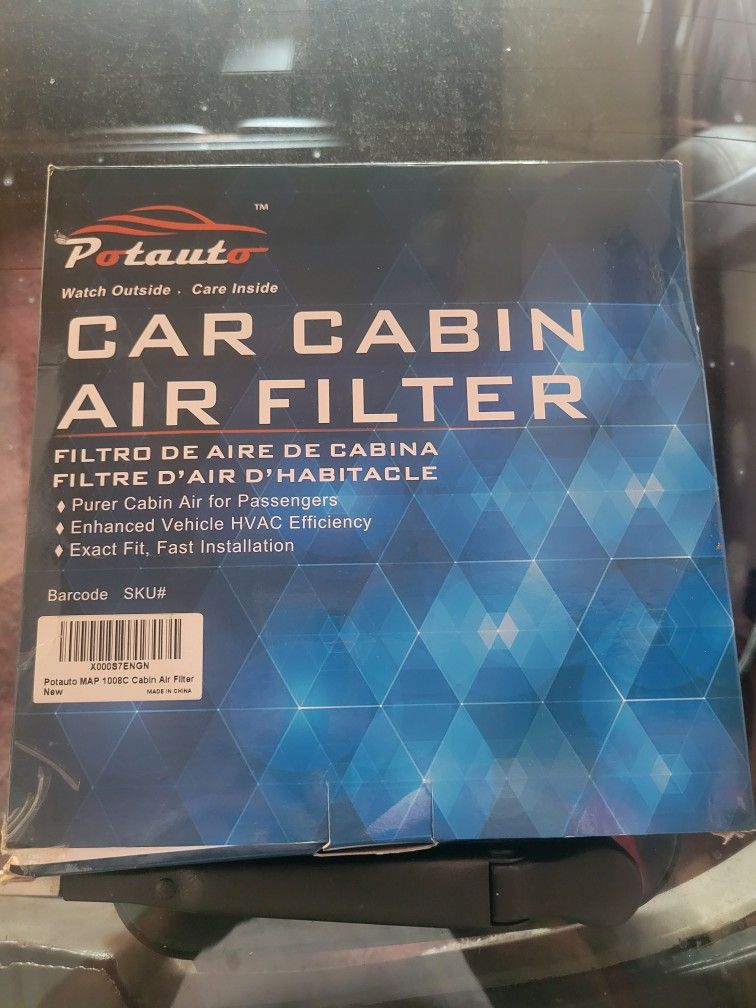 Potauto TM
Watch Outside . Care Inside
CAR CABIN
AIR FILTER
FILTRO DE AIRE DE CABINA
FILTRE D'AIR D'HABITACLE
♦ Purer Cabin Air for Passengers
♦ Enhanced Vehicle HVAC Efficiency
♦ Exact Fit, Fast Installation
Barcode SKU#
X000S7ENGN
Potauto MAP 1008C Cabin Air Filter
New MADE IN CHINA